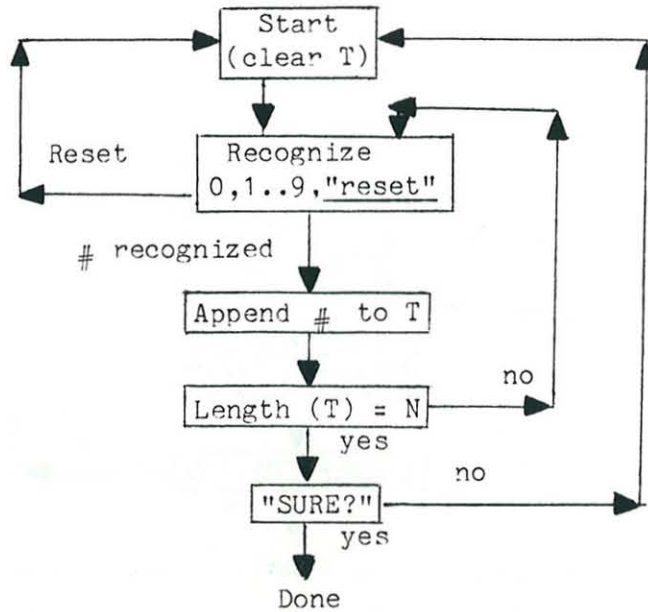 Start
(clear T)
Reset
Recognize
0,1..9,"reset"
# recognized
Append # to T
Length (T) = N
no
yes
"SURE?"
no
yes
Done